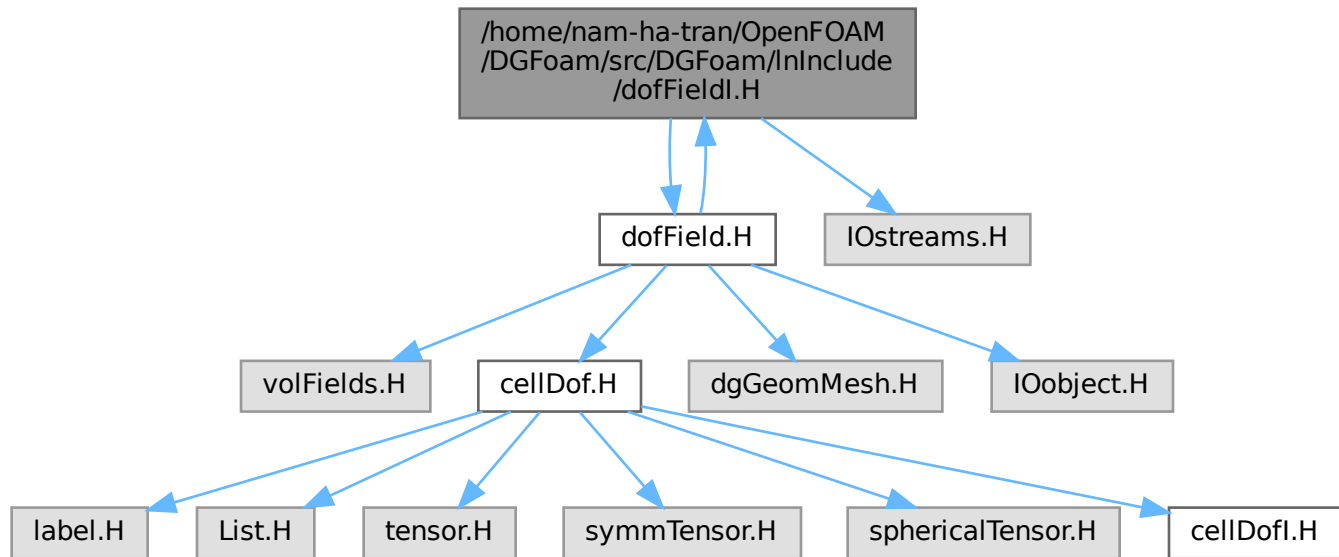 /home/nam-ha-tran/OpenFOAM
/DGFoam/src/DGFoam/lnInclude
/dofFieldI.H
dofField.H
IOstreams.H
volFields.H
cellDof.H
dgGeomMesh.H
IOobject.H
label.H
List.H
tensor.H
symmTensor.H
sphericalTensor.H
cellDofI.H